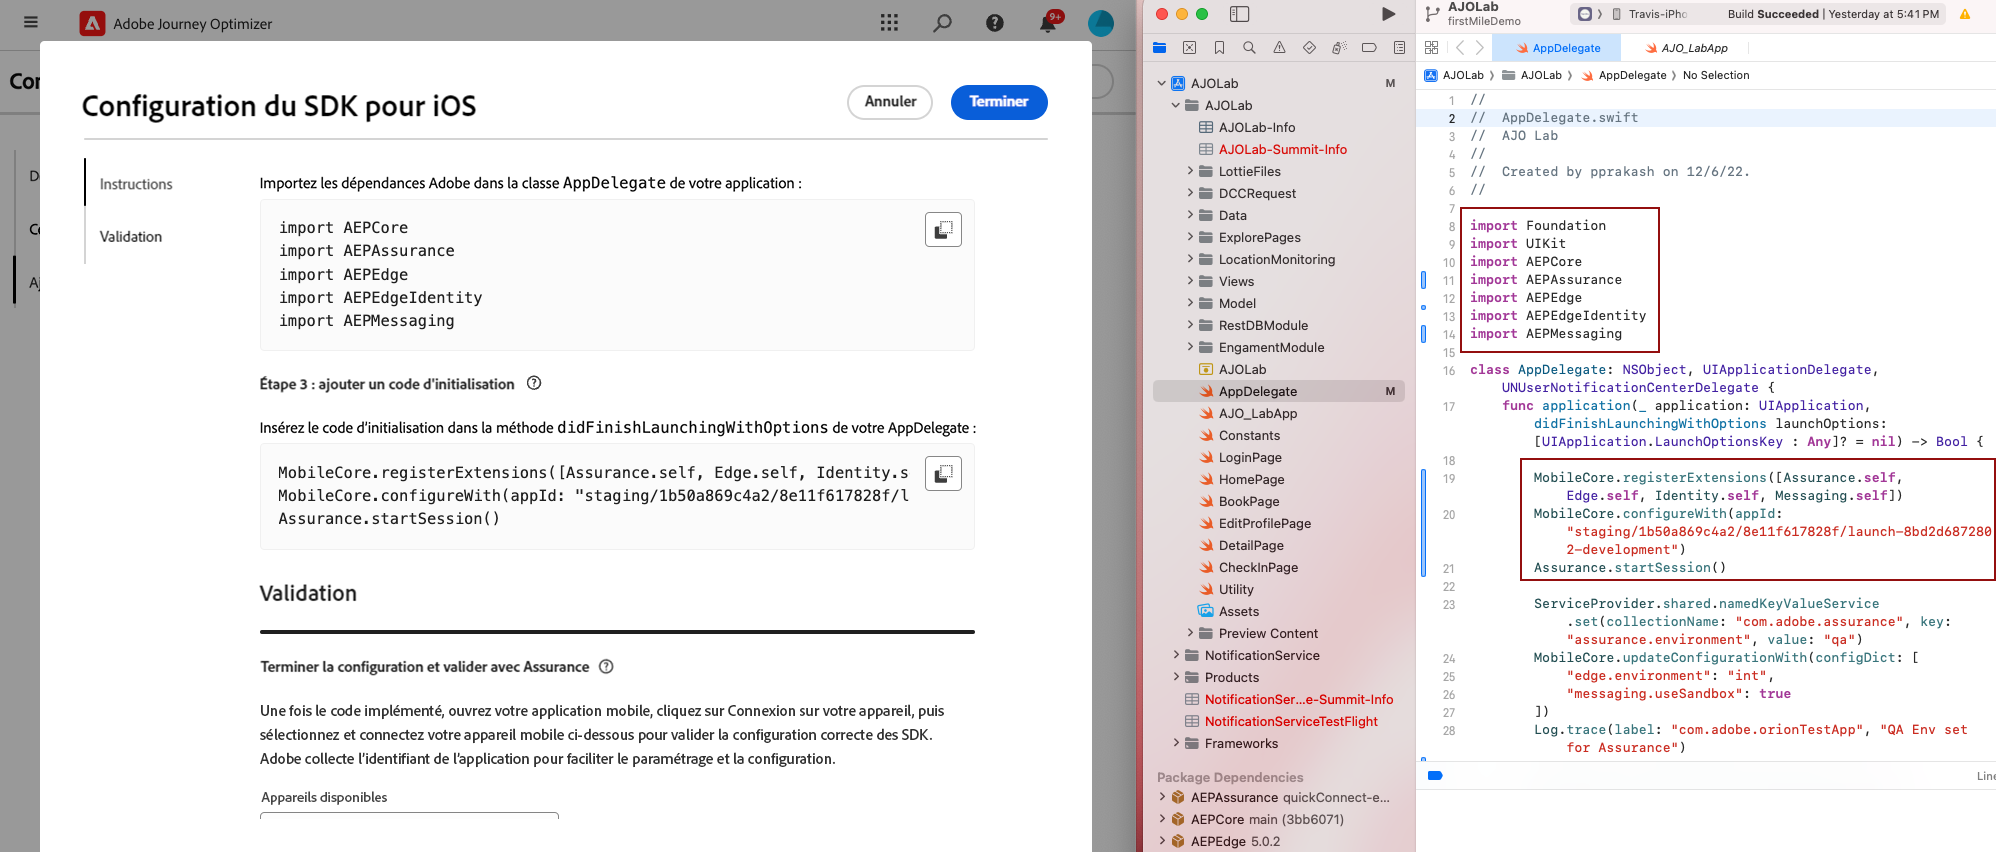 Adobe Journey Optimizer
9+
Configuration du SDK pour iOS
Annuler
Terminer
Instructions
Validation
Importez les dépendances Adobe dans la classe AppDelegate de votre application :
import AEPCore
import AEPAssurance
import AEPEdge
import AEPEdgeIdentity
import AEPMessaging
Étape 3 : ajouter un code d'initialisation
Insérez le code d'initialisation dans la méthode didFinishLaunchingWithOptions de votre AppDelegate :
MobileCore.registerExtensions([Assurance.self, Edge.self, Identity.s
MobileCore.configureWith(appId: "staging/1b50a869c4a2/8e11f617828f/l
Assurance.startSession()
Validation
Terminer la configuration et valider avec Assurance
Une fois le code implémenté, ouvrez votre application mobile, cliquez sur Connexion sur votre appareil, puis
sélectionnez et connectez votre appareil mobile ci-dessous pour valider la configuration correcte des SDK.
Adobe collecte l'identifiant de l'application pour faciliter le paramétrage et la configuration.
Appareils disponibles
AJOLab M
AJOLab
AJOLab-Info
AJOLab-Summit-Info
LottieFiles
DCCRequest
Data
ExplorePages
LocationMonitoring
Views
Model
RestDBModule
EngamentModule
AJOLab
AppDelegate M
AJO_LabApp
Constants
LoginPage
HomePage
BookPage
EditProfilePage
DetailPage
CheckInPage
Utility
Assets
Preview Content
NotificationService
Products
NotificationSer...e-Summit-Info
NotificationServiceTestFlight
Frameworks
Package Dependencies
AEPAssurance quickConnect-e...
AEPCore main (3bb6071)
AEPEdge 5.0.2
AJOLab
firstMileDemo
Travis-iPho
Build Succeeded | Yesterday at 5:41 PM
AppDelegate
AJO_LabApp
AJOLab 〉 AJOLab 〉 AppDelegate 〉 No Selection
1 //
2 // AppDelegate.swift
3 // AJO Lab
4 //
5 // Created by pprakash on 12/6/22.
6 //
7
8 import Foundation
9 import UIKit
10 import AEPCore
11 import AEPAssurance
12 import AEPEdge
13 import AEPEdgeIdentity
14 import AEPMessaging
15
16 class AppDelegate: NSObject, UIApplicationDelegate,
UNUserNotificationCenterDelegate {
17 func application(_ application: UIApplication,
didFinishLaunchingWithOptions launchOptions:
[UIApplication.LaunchOptionsKey : Any]? = nil) -> Bool {
18
19 MobileCore.registerExtensions([Assurance.self,
Edge.self, Identity.self, Messaging.self])
20 MobileCore.configureWith(appId:
"staging/1b50a869c4a2/8e11f617828f/launch-8bd2d687280
2-development")
21 Assurance.startSession()
22
23 ServiceProvider.shared.namedKeyValueService
.set(collectionName: "com.adobe.assurance", key:
"assurance.environment", value: "qa")
24 MobileCore.updateConfigurationWith(configDict: [
25 "edge.environment": "int",
26 "messaging.useSandbox": true
27 ])
28 Log.trace(label: "com.adobe.orionTestApp", "QA Env set
for Assurance")
Line